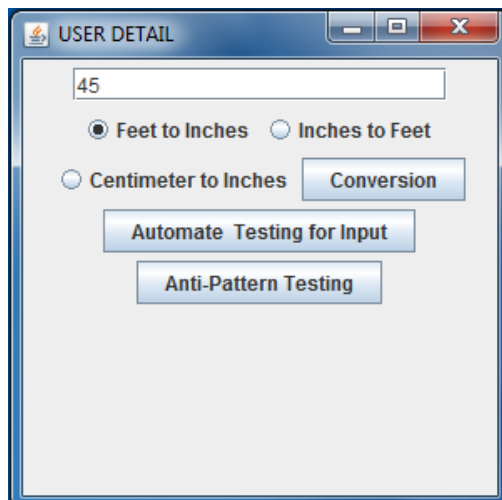 USER DETAIL
45
Feet to Inches Inches to Feet
Centimeter to Inches Conversion
Automate Testing for Input
Anti-Pattern Testing